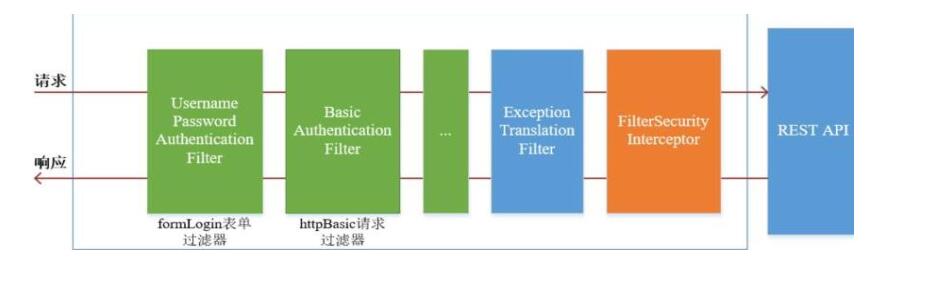 请求
响应
Username
Password
Authentication
Filter
Basic
Authentication
Filter
...
Exception
Translation
Filter
FilterSecurity
Interceptor
REST API
formLogin表单
过滤器
httpBasic请求
过滤器